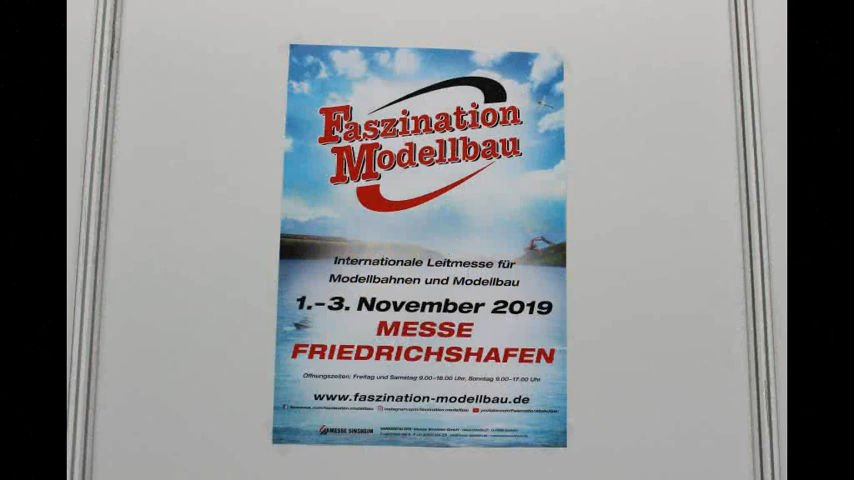 Faszination
Modellbau
Internationale Leitmesse für
Modellbahnen und Modellbau
1.–3. November 2019
MESSE
FRIEDRICHSHAFEN
Öffnungszeiten: Freitag und Samstag 9.00–18.00 Uhr, Sonntag 9.00–17.00 Uhr
www.faszination-modellbau.de
MESSE SINSHEIM